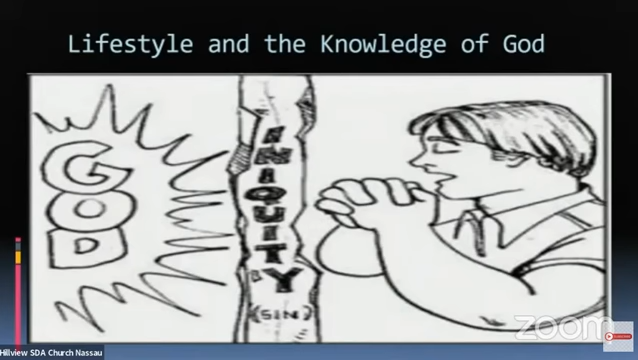 Lifestyle and the Knowledge of God
GOD
INIQUITY
(SIN)
zoom
Hillview SDA Church Nassau